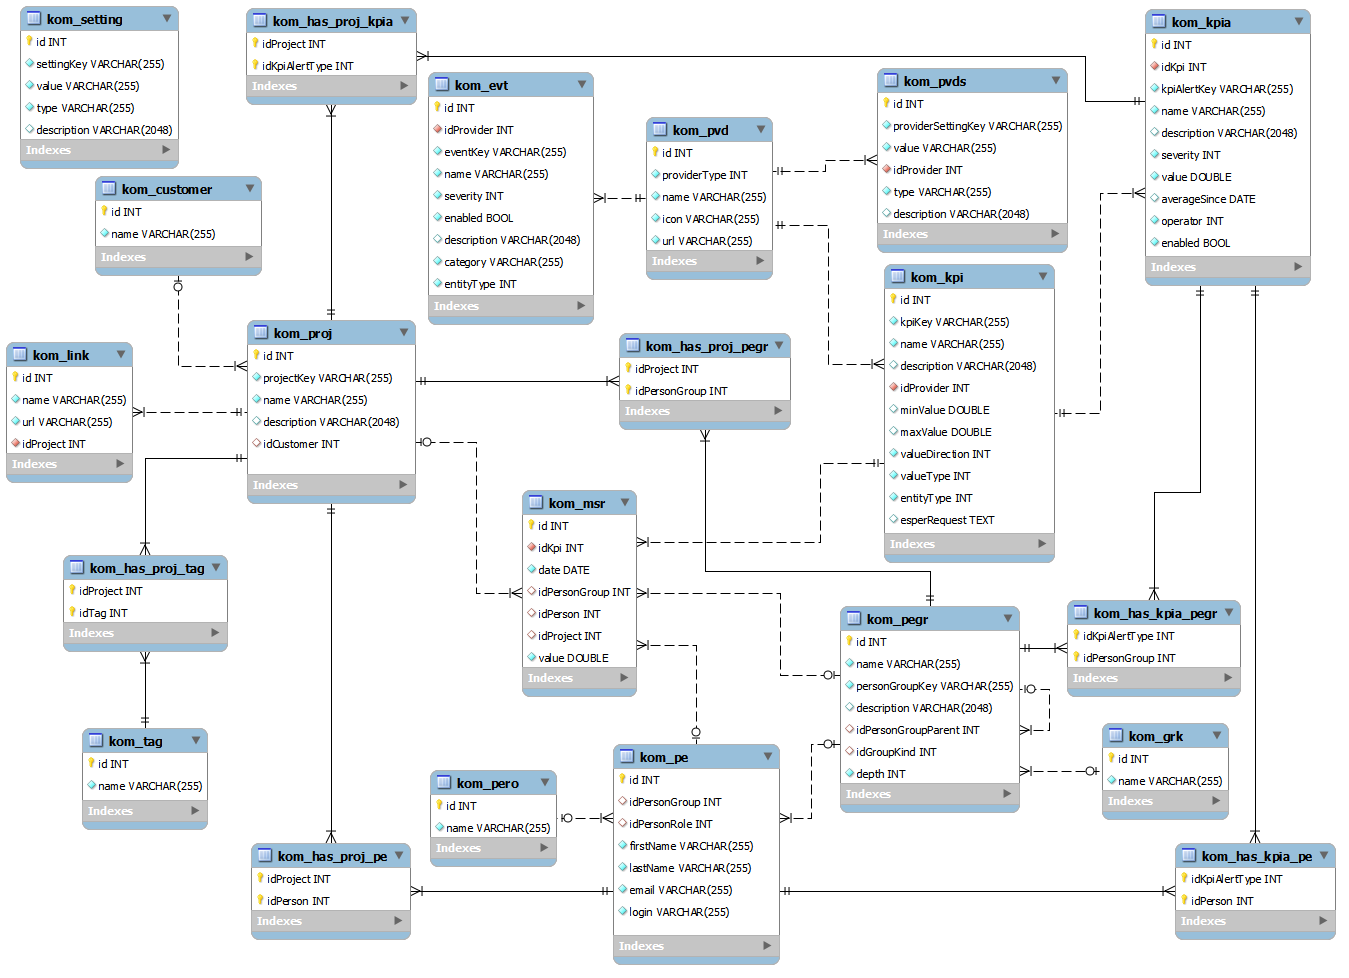 kom_setting
id INT
settingKey VARCHAR(255)
value VARCHAR(255)
type VARCHAR(255)
description VARCHAR(2048)
Indexes
kom_has_proj_kpia
idProject INT
idKpiAlertType INT
Indexes
kom_evt
id INT
idProvider INT
eventKey VARCHAR(255)
name VARCHAR(255)
severity INT
enabled BOOL
description VARCHAR(2048)
category VARCHAR(255)
entityType INT
Indexes
kom_pvd
id INT
providerType INT
name VARCHAR(255)
icon VARCHAR(255)
url VARCHAR(255)
Indexes
kom_pvds
id INT
providerSettingKey VARCHAR(255)
value VARCHAR(255)
idProvider INT
type VARCHAR(255)
description VARCHAR(2048)
Indexes
kom_kpia
id INT
idKpi INT
kpiAlertKey VARCHAR(255)
name VARCHAR(255)
description VARCHAR(2048)
severity INT
value DOUBLE
averageSince DATE
operator INT
enabled BOOL
Indexes
kom_customer
id INT
name VARCHAR(255)
Indexes
kom_kpi
id INT
kpiKey VARCHAR(255)
name VARCHAR(255)
description VARCHAR(2048)
idProvider INT
minValue DOUBLE
maxValue DOUBLE
valueDirection INT
valueType INT
entityType INT
esperRequest TEXT
Indexes
kom_link
id INT
name VARCHAR(255)
url VARCHAR(255)
idProject INT
Indexes
kom_proj
id INT
projectKey VARCHAR(255)
name VARCHAR(255)
description VARCHAR(2048)
idCustomer INT
Indexes
kom_has_proj_pegr
idProject INT
idPersonGroup INT
Indexes
kom_msr
id INT
idKpi INT
date DATE
idPersonGroup INT
idPerson INT
idProject INT
value DOUBLE
Indexes
kom_has_proj_tag
idProject INT
idTag INT
Indexes
kom_pegr
id INT
name VARCHAR(255)
personGroupKey VARCHAR(255)
description VARCHAR(2048)
idPersonGroupParent INT
idGroupKind INT
depth INT
Indexes
kom_has_kpia_pegr
idKpiAlertType INT
idPersonGroup INT
Indexes
kom_tag
id INT
name VARCHAR(255)
Indexes
kom_pero
id INT
name VARCHAR(255)
Indexes
kom_pe
id INT
idPersonGroup INT
idPersonRole INT
firstName VARCHAR(255)
lastName VARCHAR(255)
email VARCHAR(255)
login VARCHAR(255)
Indexes
kom_grk
id INT
name VARCHAR(255)
Indexes
kom_has_proj_pe
idProject INT
idPerson INT
Indexes
kom_has_kpia_pe
idKpiAlertType INT
idPerson INT
Indexes